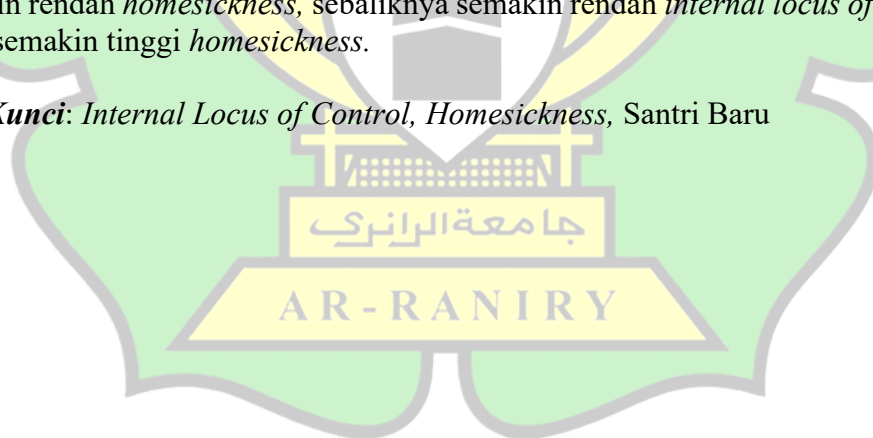 in rendah homesickness, sebaliknya semakin rendah internal locus of
semakin tinggi homesickness.
Kunci: Internal Locus of Control, Homesickness, Santri Baru
جامعة الرانري
AR-RANIRY